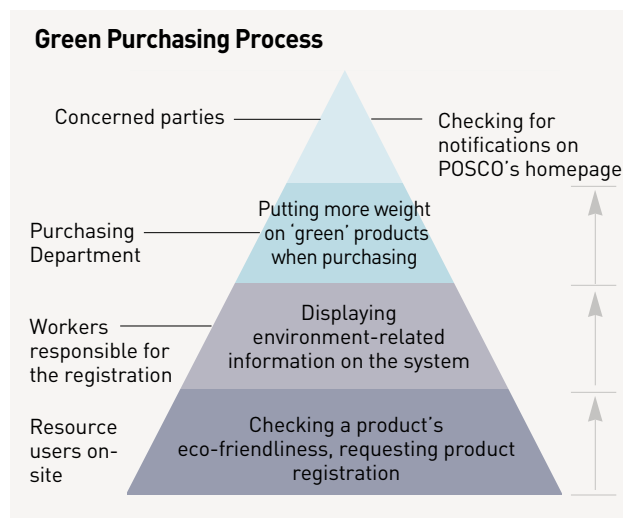 Green Purchasing Process
Concerned parties
Checking for
notifications on
POSCO's homepage
Purchasing
Department
Putting more weight
on ‘green’ products
when purchasing
Workers
responsible for
the registration
Displaying
environment-related
information on the system
Resource
users on-
site
Checking a product's
eco-friendliness, requesting product
registration